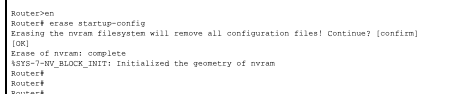 Router>en
Router# erase startup-config
Erasing the nvram filesystem will remove all configuration files! Continue? [confirm]
[OK]
Erase of nvram: complete
%SYS-7-NV_BLOCK_INIT: Initialized the geometry of nvram
Router#
Router#
Router#